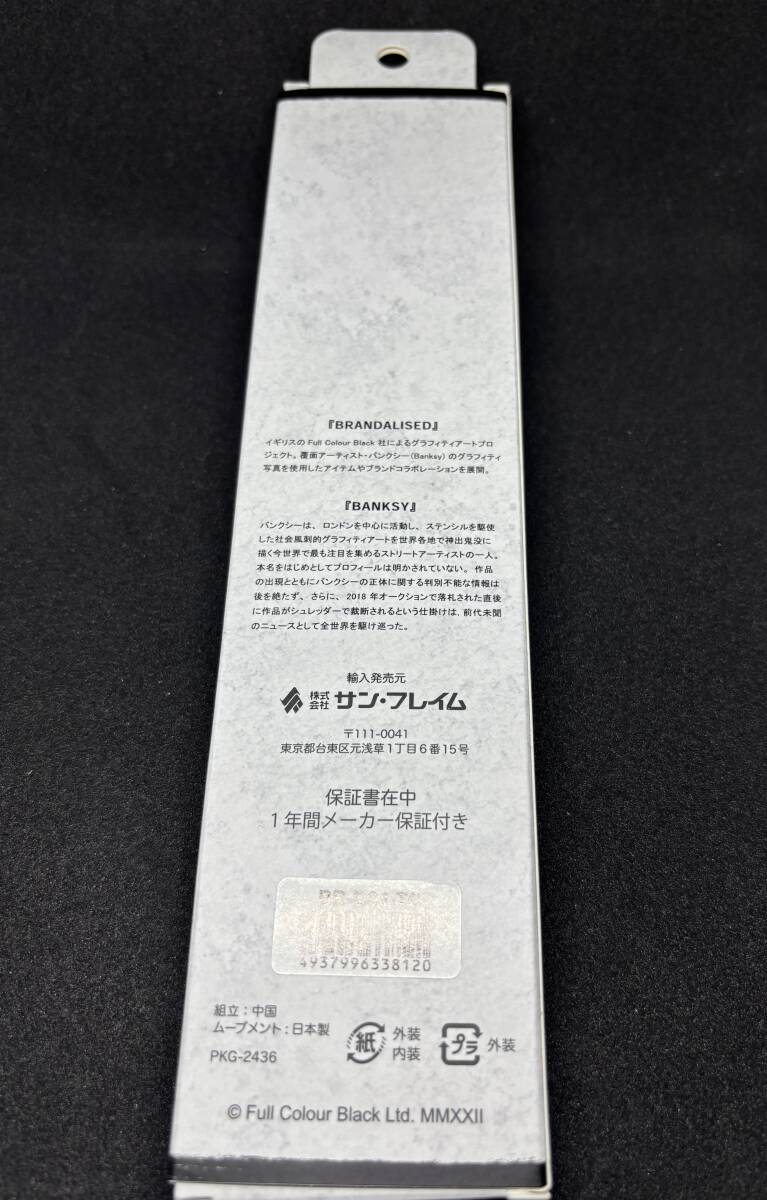 『BRANDALISED』
イギリスの Full Colour Black 社によるグラフィティアートプロ
ジェクト。覆面アーティスト・バンクシー(Banksy) のグラフィティ
写真を使用したアイテムやブランドコラボレーションを展開。
『BANKSY』
バンクシーは、ロンドンを中心に活動し、ステンシルを駆使
した社会風刺的グラフィティアートを世界各地で神出鬼没に
描く今世界で最も注目を集めるストリートアーティストの一人。
本名をはじめとしてプロフィールは明かされていない。作品
の出現とともにバンクシーの正体に関する判別不能な情報は
後を絶たず、さらに、2018 年オークションで落札された直後
に作品がシュレッダーで裁断されるという仕掛けは、前代未聞
のニュースとして全世界を駆け巡った。
輸入発売元
株式会社 サン・フレイム
〒111-0041
東京都台東区元浅草1丁目6番15号
保証書在中
1年間メーカー保証付き
4937996338120
組立：中国
ムーブメント：日本製
PKG-2436
紙 外装 内装
プラ 外装
© Full Colour Black Ltd. MMXXII